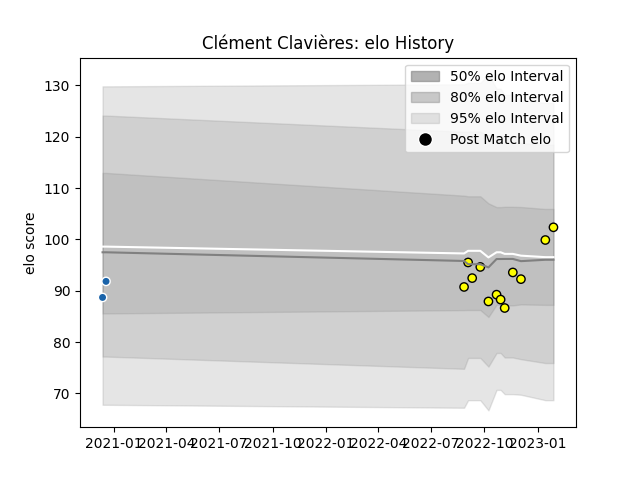 Clément Clavières: elo History
50% elo Interval
80% elo Interval
95% elo Interval
Post Match elo
elo score
130
120
110
100
90
80
70
2021-01 2021-04 2021-07 2021-10 2022-01 2022-04 2022-07 2022-10 2023-01